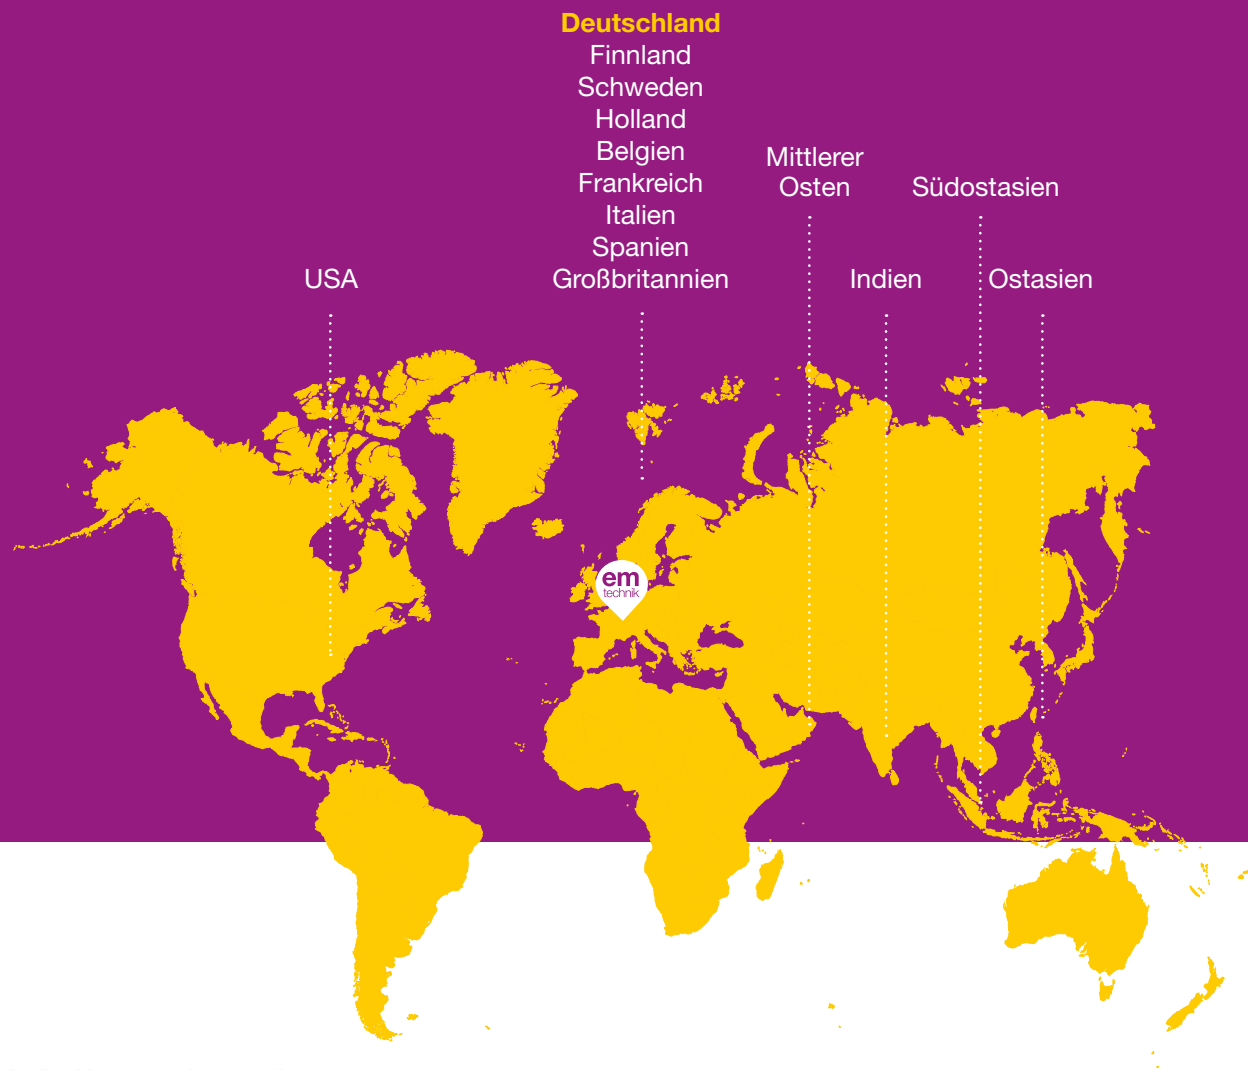 Deutschland
Finnland
Schweden
Holland
Belgien
Frankreich
Italien
Spanien
Großbritannien
USA
Mittlerer
Osten
Indien
Südostasien
Ostasien
em
technik